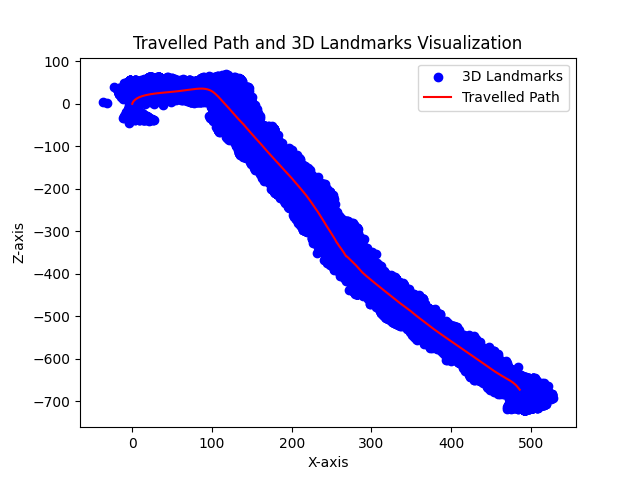 Travelled Path and 3D Landmarks Visualization
3D Landmarks
Travelled Path
100
0
−100
−200
−300
−400
−500
−600
−700
Z-axis
0 100 200 300 400 500
X-axis